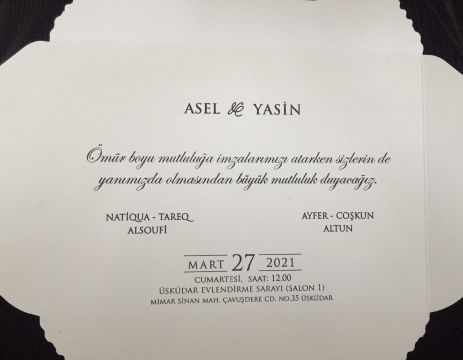 ASEL & YASİN
Ömür boyu mutluluğa imzalarımızı atarken sizlerin de
yanımızda olmasından büyük mutluluk duyacağız.
NATİQUA - TAREQ
ALSOUFİ
AYFER - COŞKUN
ALTUN
MART 27 2021
CUMARTESİ, SAAT: 12.00
ÜSKÜDAR EVLENDİRME SARAYI (SALON 1)
MİMAR SİNAN MAH. ÇAVUŞDERE CD. NO.35 ÜSKÜDAR